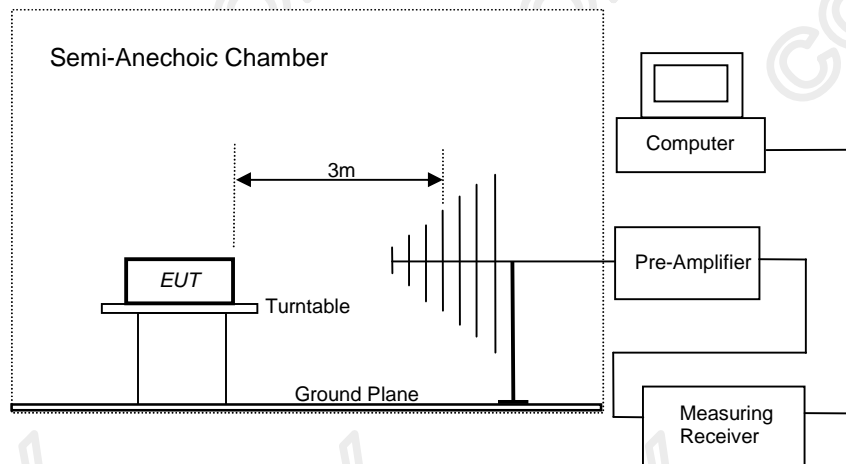 Semi-Anechoic Chamber
Computer
3m
Pre-Amplifier
EUT
Turntable
Ground Plane
Measuring
Receiver